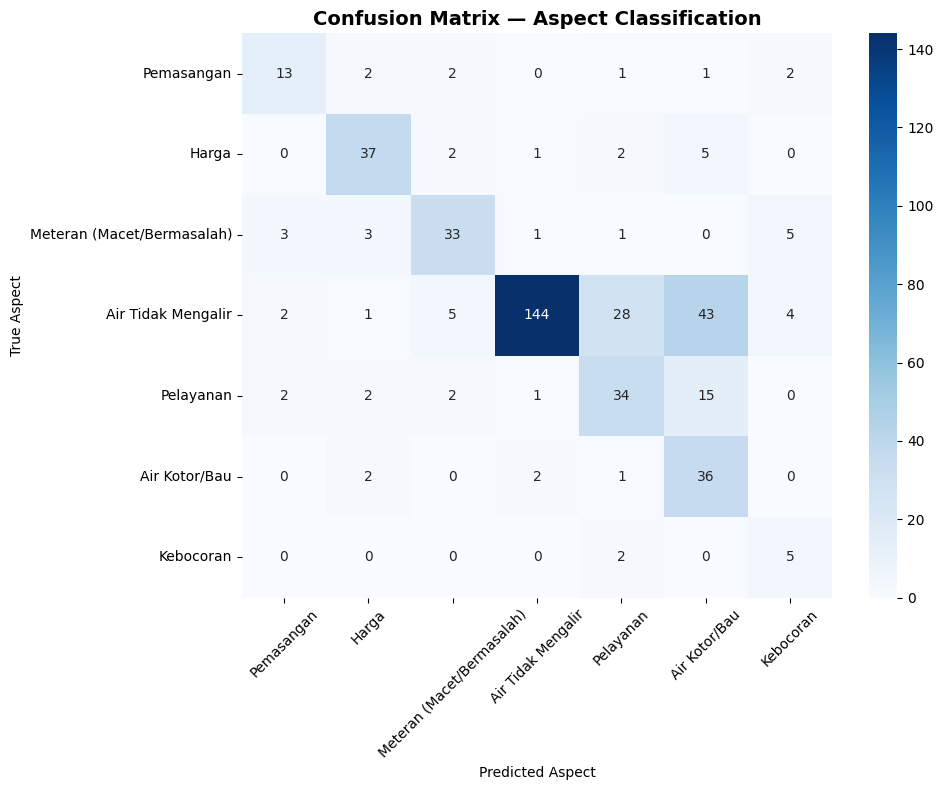 Confusion Matrix — Aspect Classification
True Aspect
Pemasangan 13 2 2 0 1 1 2
Harga 0 37 2 1 2 5 0
Meteran (Macet/Bermasalah) 3 3 33 1 1 0 5
Air Tidak Mengalir 2 1 5 144 28 43 4
Pelayanan 2 2 2 1 34 15 0
Air Kotor/Bau 0 2 0 2 1 36 0
Kebocoran 0 0 0 0 2 0 5
Pemasangan
Harga
Meteran (Macet/Bermasalah)
Air Tidak Mengalir
Pelayanan
Air Kotor/Bau
Kebocoran
Predicted Aspect
140
120
100
80
60
40
20
0